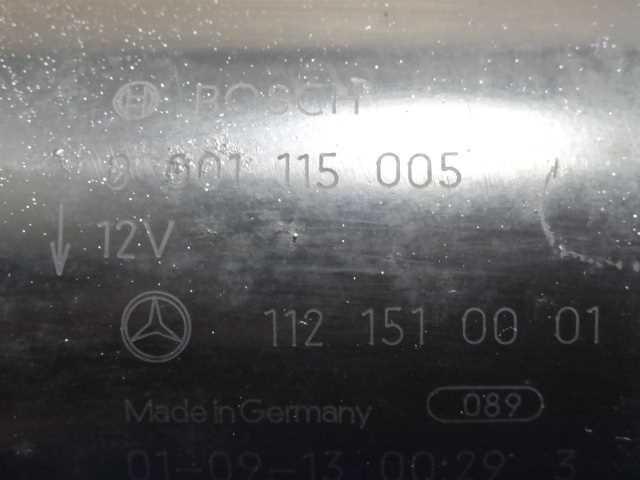 BOSCH
0 001 115 005
12V
112 151 00 01
Made in Germany 089
01-09-13 00:29 3